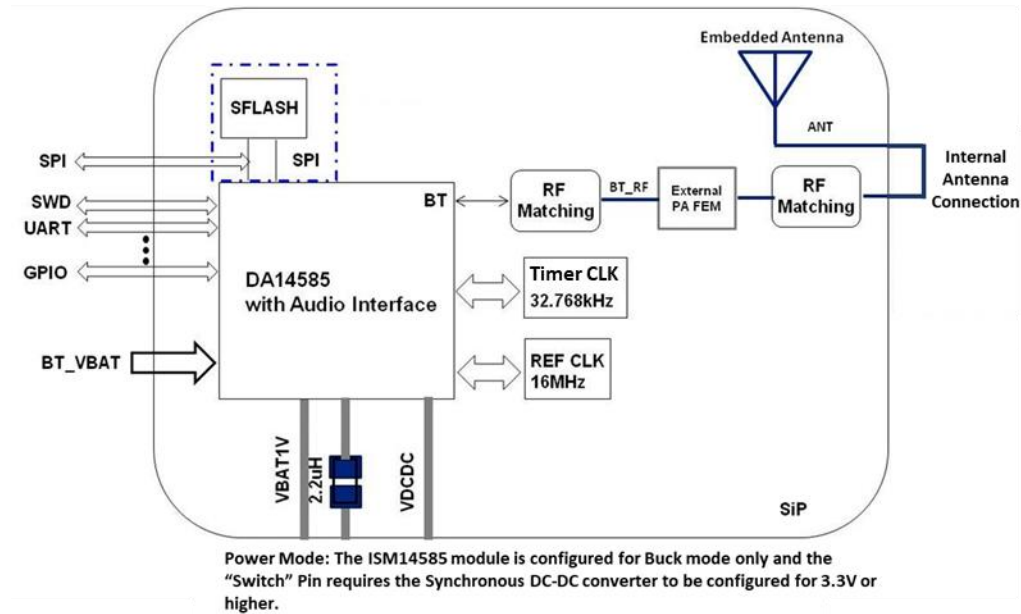 Embedded Antenna
SFLASH
ANT
SPI
SPI
Internal
Antenna
Connection
SWD
UART
GPIO
BT
RF
Matching
BT_RF
External
PA FEM
RF
Matching
DA14585
with Audio Interface
Timer CLK
32.768kHz
BT_VBAT
REF CLK
16MHz
VBAT1V
2.2uH
VDCDC
SiP
Power Mode: The ISM14585 module is configured for Buck mode only and the
“Switch” Pin requires the Synchronous DC-DC converter to be configured for 3.3V or
higher.